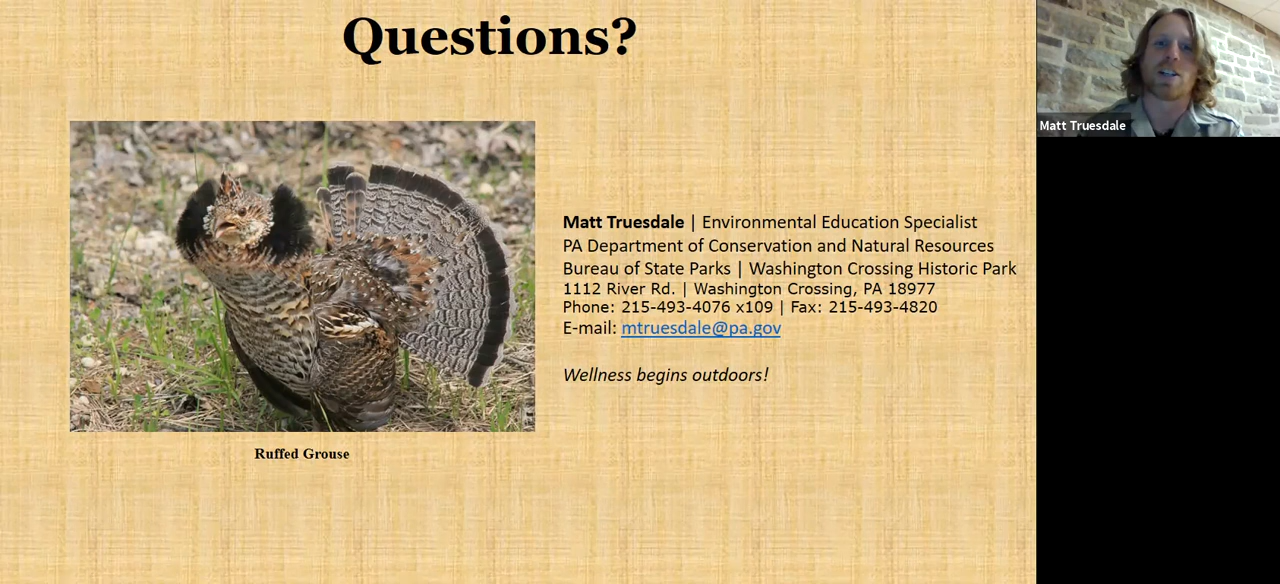 Questions?
Matt Truesdale
Matt Truesdale | Environmental Education Specialist
PA Department of Conservation and Natural Resources
Bureau of State Parks | Washington Crossing Historic Park
1112 River Rd. | Washington Crossing, PA 18977
Phone: 215-493-4076 x109 | Fax: 215-493-4820
E-mail: mtruesdale@pa.gov
Wellness begins outdoors!
Ruffed Grouse